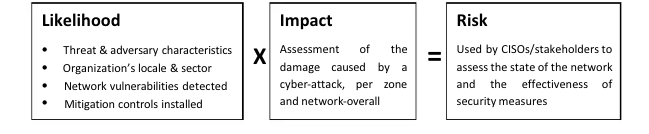 Likelihood
• Threat & adversary characteristics
• Organization's locale & sector
• Network vulnerabilities detected
• Mitigation controls installed
X
Impact
Assessment of the
damage caused by a
cyber-attack, per zone
and network-overall
=
Risk
Used by CISOs/stakeholders to
assess the state of the network
and the effectiveness of
security measures